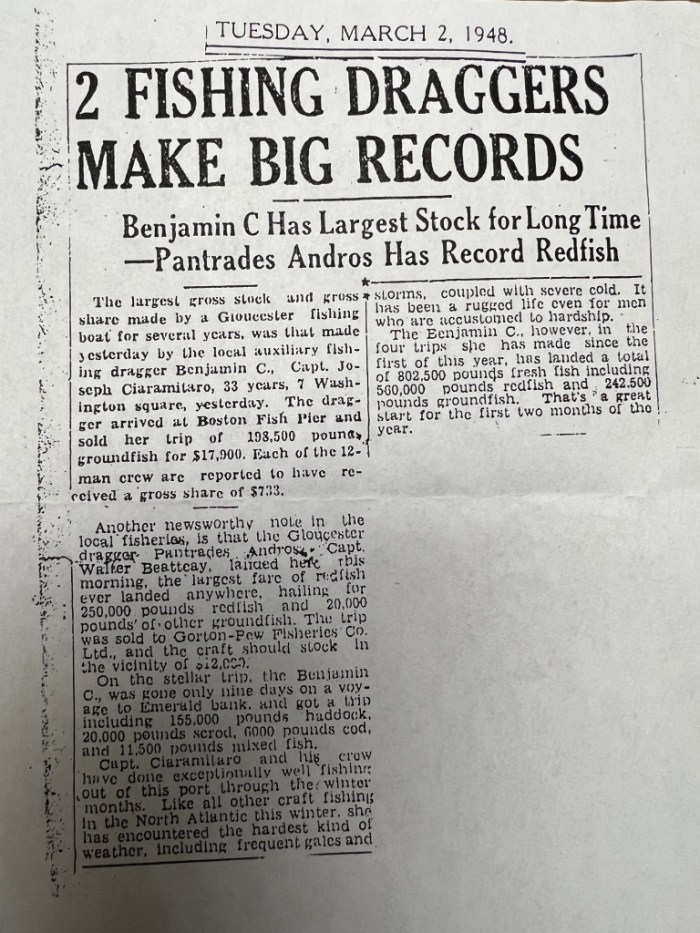 TUESDAY, MARCH 2, 1948.
2 FISHING DRAGGERS
MAKE BIG RECORDS
Benjamin C Has Largest Stock for Long Time
—Pantrades Andros Has Record Redfish
The largest gross stock and gross
share made by a Gloucester fishing
boat for several years, was that made
yesterday by the local auxiliary fish-
ing dragger Benjamin C., Capt. Jo-
seph Ciaramitaro, 33 years, 7 Wash-
ington square, yesterday. The drag-
ger arrived at Boston Fish Pier and
sold her trip of 198,500 pounds
groundfish for $17,900. Each of the 12-
man crew are reported to have re-
ceived a gross share of $733.
Another newsworthy note in the
local fisheries, is that the Gloucester
dragger Pantrades Andros, Capt.
Walter Beatteay, landed here this
morning, the largest fare of redfish
ever landed anywhere, hailing for
250,000 pounds redfish and 20,000
pounds of other groundfish. The trip
was sold to Gorton-Pew Fisheries Co.
Ltd., and the craft should stock in
the vicinity of $12,000.
On the stellar trip, the Benjamin
C., was gone only nine days on a voy-
age to Emerald bank, and got a trip
including 155,000 pounds haddock,
20,000 pounds scrod, 6000 pounds cod,
and 11,500 pounds mixed fish.
Capt. Ciaramitaro and his crew
have done exceptionally well fishing
out of this port through the winter
months. Like all other craft fishing
in the North Atlantic this winter, she
has encountered the hardest kind of
weather, including frequent gales and
storms, coupled with severe cold. It
has been a rugged life even for men
who are accustomed to hardship.
The Benjamin C., however, in the
four trips she has made since the
first of this year, has landed a total
of 802,500 pounds fresh fish including
560,000 pounds redfish and 242,500
pounds groundfish. That's a great
start for the first two months of the
year.